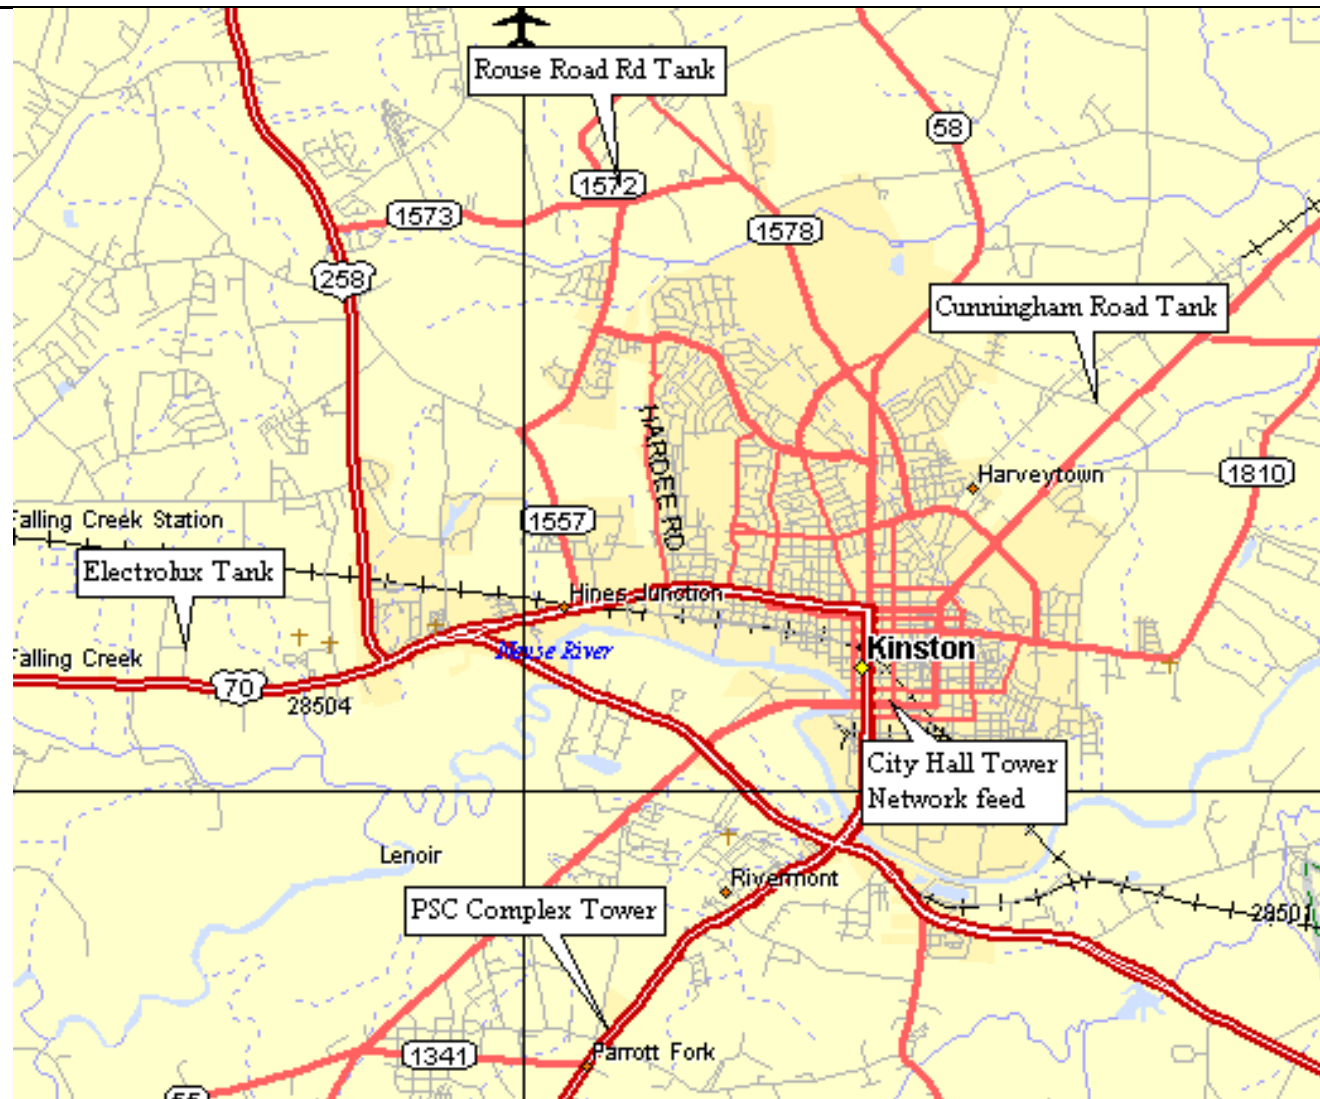 Rouse Road Rd Tank
58
1572
1573
1578
258
Cunningham Road Tank
HARDEE RD
Harveytown
1810
Falling Creek Station
1557
Electrolux Tank
Hines Junction
Kinston
Neuse River
Falling Creek
70
28504
City Hall Tower
Network feed
Lenoir
Rivermont
PSC Complex Tower
28501
Parrott Fork
1341
55